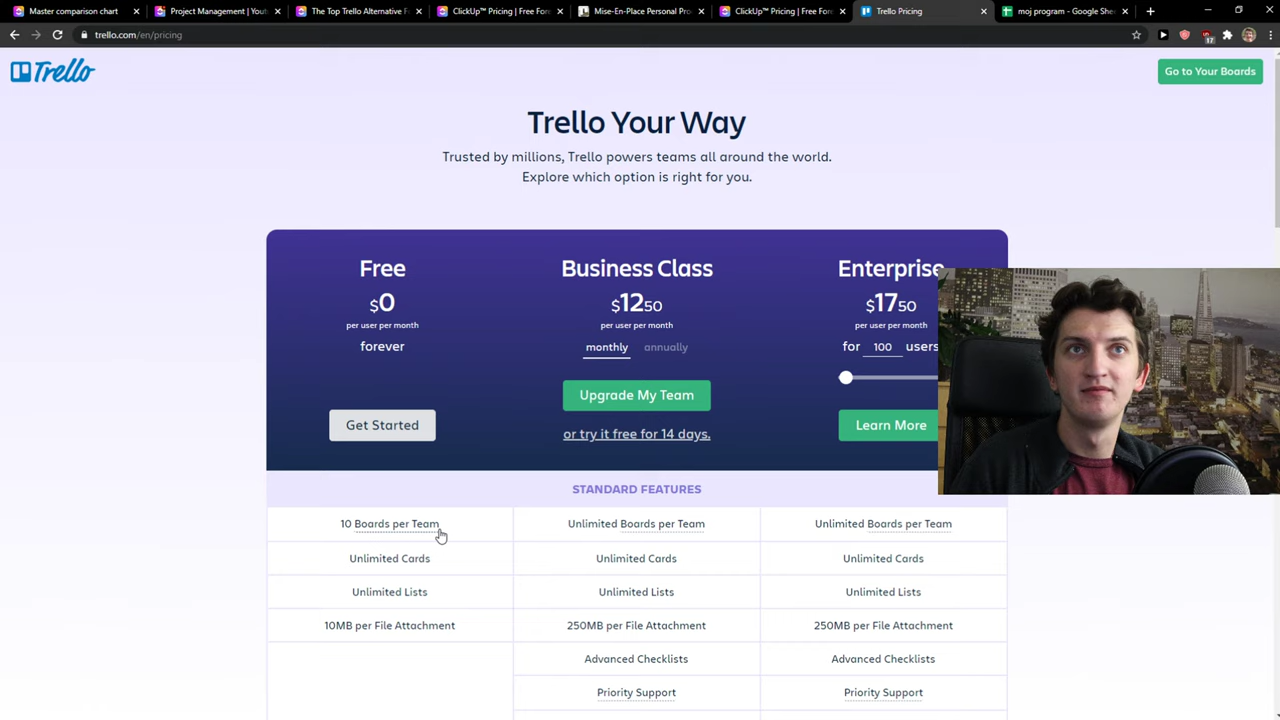 Master comparison chart
Project Management | Yout
The Top Trello Alternative F
ClickUp™ Pricing | Free For
Mise-En-Place Personal Pro
ClickUp™ Pricing | Free For
Trello Pricing
moj program - Google She
trello.com/en/pricing
17
Trello
Go to Your Boards
Trello Your Way
Trusted by millions, Trello powers teams all around the world.
Explore which option is right for you.
Free
Business Class
Enterprise
$0
$12.50
$17.50
per user per month
per user per month
per user per month
forever
monthly annually
for 100 users
Upgrade My Team
Get Started
or try it free for 14 days.
Learn More
STANDARD FEATURES
10 Boards per Team
Unlimited Boards per Team
Unlimited Boards per Team
Unlimited Cards
Unlimited Cards
Unlimited Cards
Unlimited Lists
Unlimited Lists
Unlimited Lists
10MB per File Attachment
250MB per File Attachment
250MB per File Attachment
Advanced Checklists
Advanced Checklists
Priority Support
Priority Support